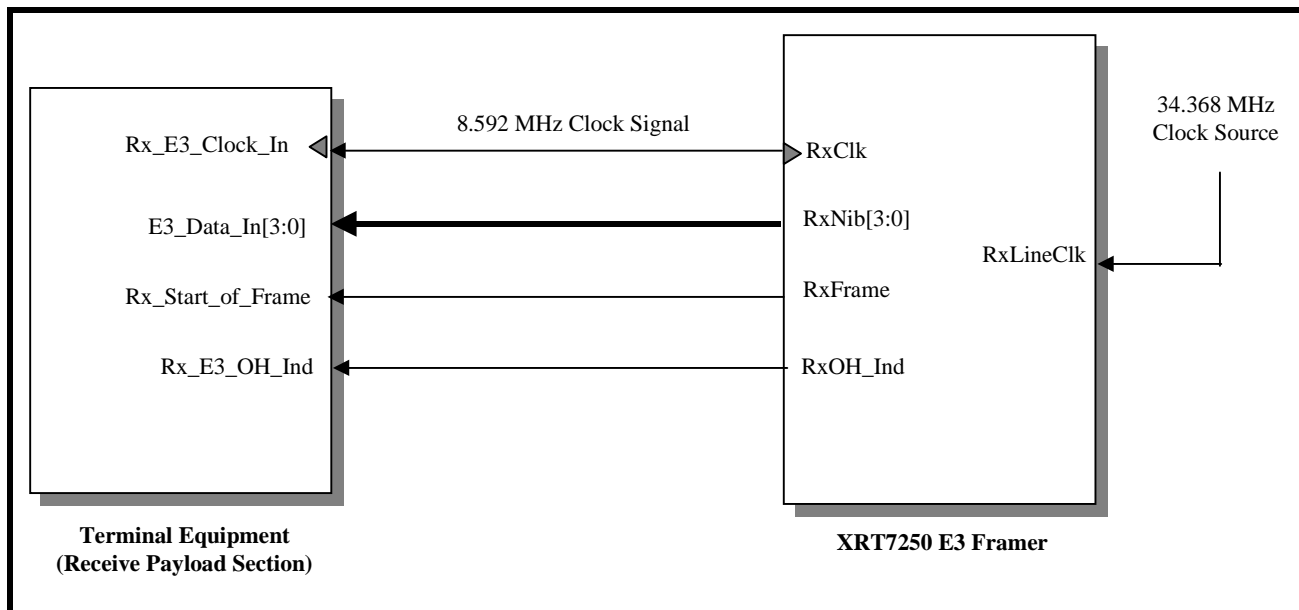 8.592 MHz Clock Signal
34.368 MHz
Clock Source
Rx_E3_Clock_In
RxClk
E3_Data_In[3:0]
RxNib[3:0]
RxLineClk
Rx_Start_of_Frame
RxFrame
Rx_E3_OH_Ind
RxOH_Ind
Terminal Equipment
(Receive Payload Section)
XRT7250 E3 Framer